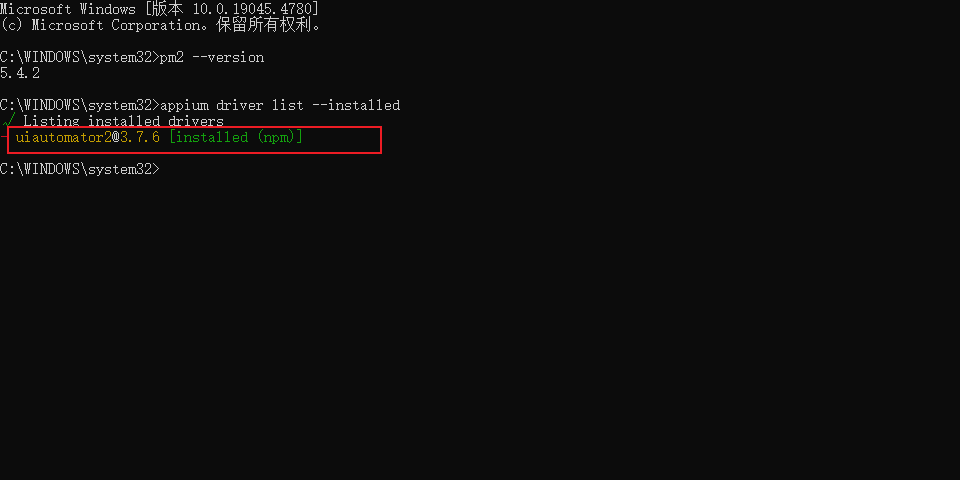 Microsoft Windows [版本 10.0.19045.4780]
(c) Microsoft Corporation。保留所有权利。
C:\WINDOWS\system32>pm2 --version
5.4.2
C:\WINDOWS\system32>appium driver list --installed
√ Listing installed drivers
- uiautomator2@3.7.6 [installed (npm)]
C:\WINDOWS\system32>